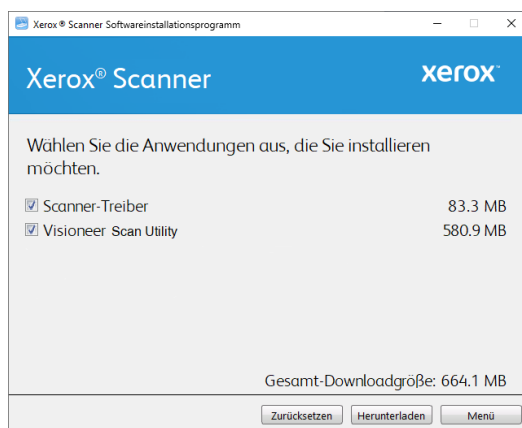 Xerox ® Scanner Softwareinstallationsprogramm
Xerox® Scanner
xerox™
Wählen Sie die Anwendungen aus, die Sie installieren
möchten.
Scanner-Treiber 83.3 MB
Visioneer Scan Utility 580.9 MB
Gesamt-Downloadgröße: 664.1 MB
Zurücksetzen Herunterladen Menü